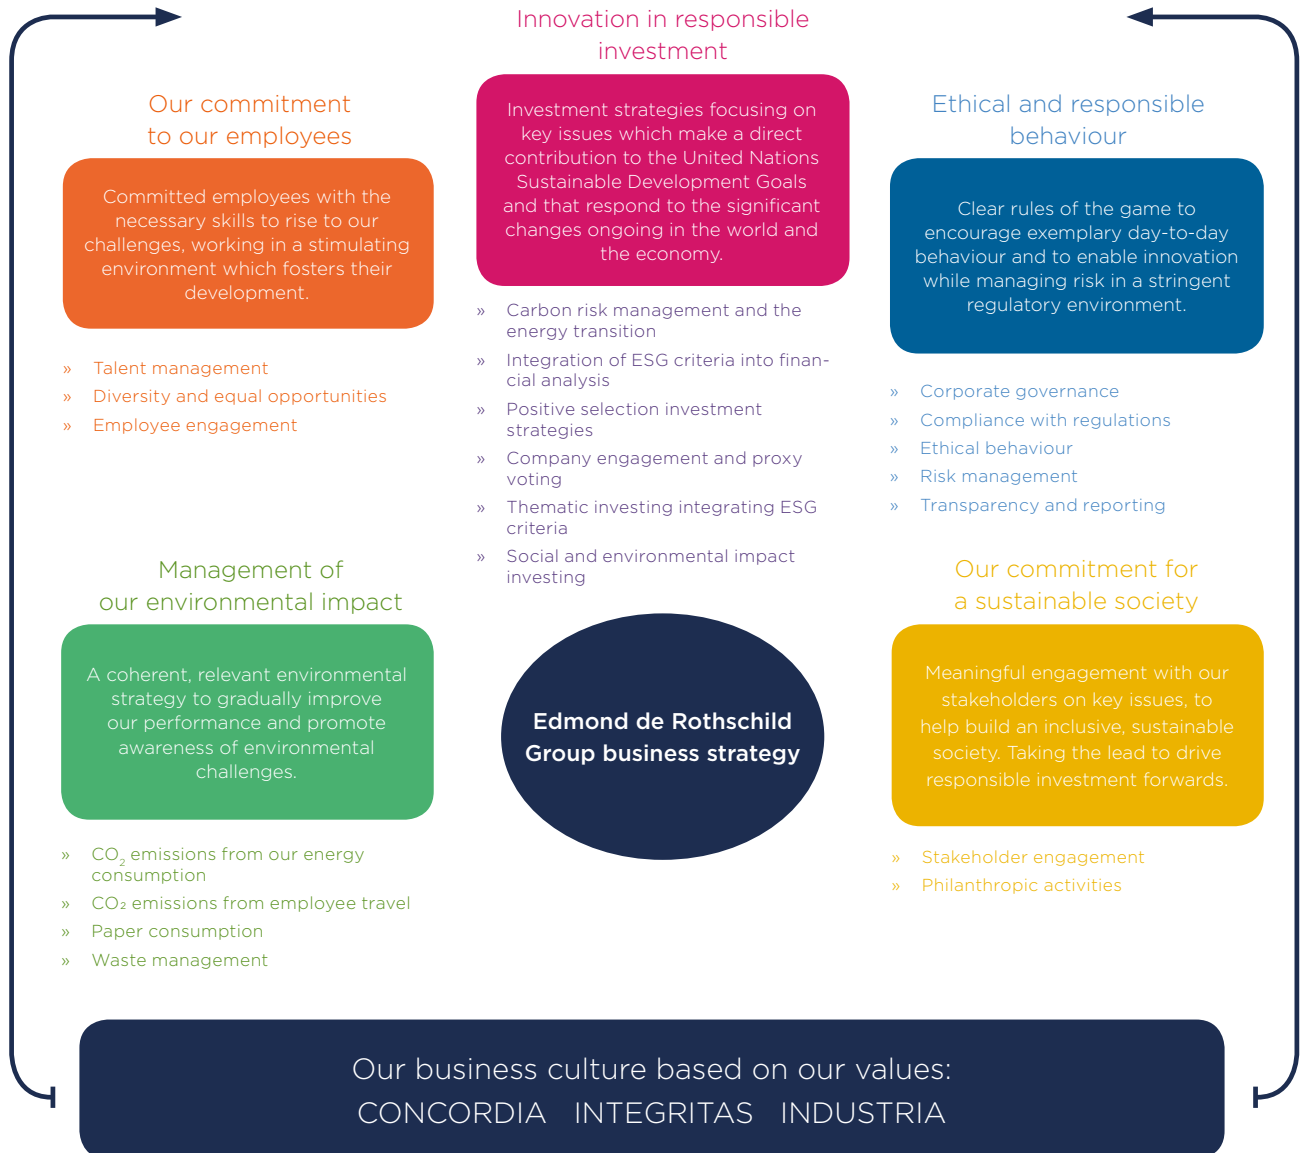 Innovation in responsible
investment
Investment strategies focusing on
key issues which make a direct
contribution to the United Nations
Sustainable Development Goals
and that respond to the significant
changes ongoing in the world and
the economy.
» Carbon risk management and the
energy transition
» Integration of ESG criteria into finan-
cial analysis
» Positive selection investment
strategies
» Company engagement and proxy
voting
» Thematic investing integrating ESG
criteria
» Social and environmental impact
investing
Our commitment
to our employees
Committed employees with the
necessary skills to rise to our
challenges, working in a stimulating
environment which fosters their
development.
» Talent management
» Diversity and equal opportunities
» Employee engagement
Ethical and responsible
behaviour
Clear rules of the game to
encourage exemplary day-to-day
behaviour and to enable innovation
while managing risk in a stringent
regulatory environment.
» Corporate governance
» Compliance with regulations
» Ethical behaviour
» Risk management
» Transparency and reporting
Management of
our environmental impact
A coherent, relevant environmental
strategy to gradually improve
our performance and promote
awareness of environmental
challenges.
» CO₂ emissions from our energy
consumption
» CO₂ emissions from employee travel
» Paper consumption
» Waste management
Edmond de Rothschild
Group business strategy
Our commitment for
a sustainable society
Meaningful engagement with our
stakeholders on key issues, to
help build an inclusive, sustainable
society. Taking the lead to drive
responsible investment forwards.
» Stakeholder engagement
» Philanthropic activities
Our business culture based on our values:
CONCORDIA INTEGRITAS INDUSTRIA